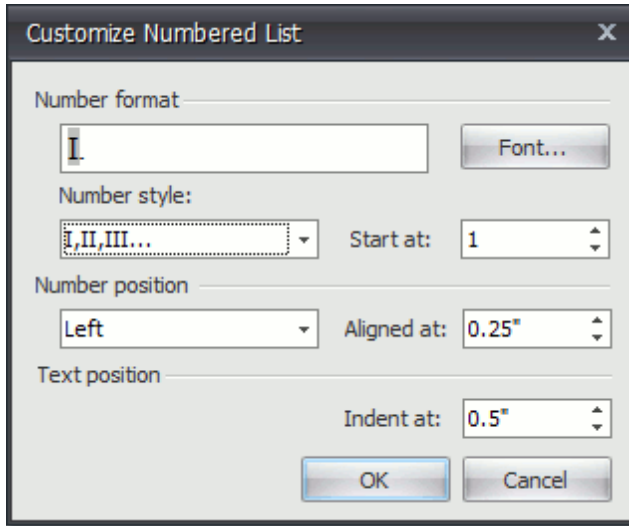 Customize Numbered List x
Number format
I.
Font...
Number style:
I,II,III...
Start at: 1
Number position
Left
Aligned at: 0.25"
Text position
Indent at: 0.5"
OK Cancel